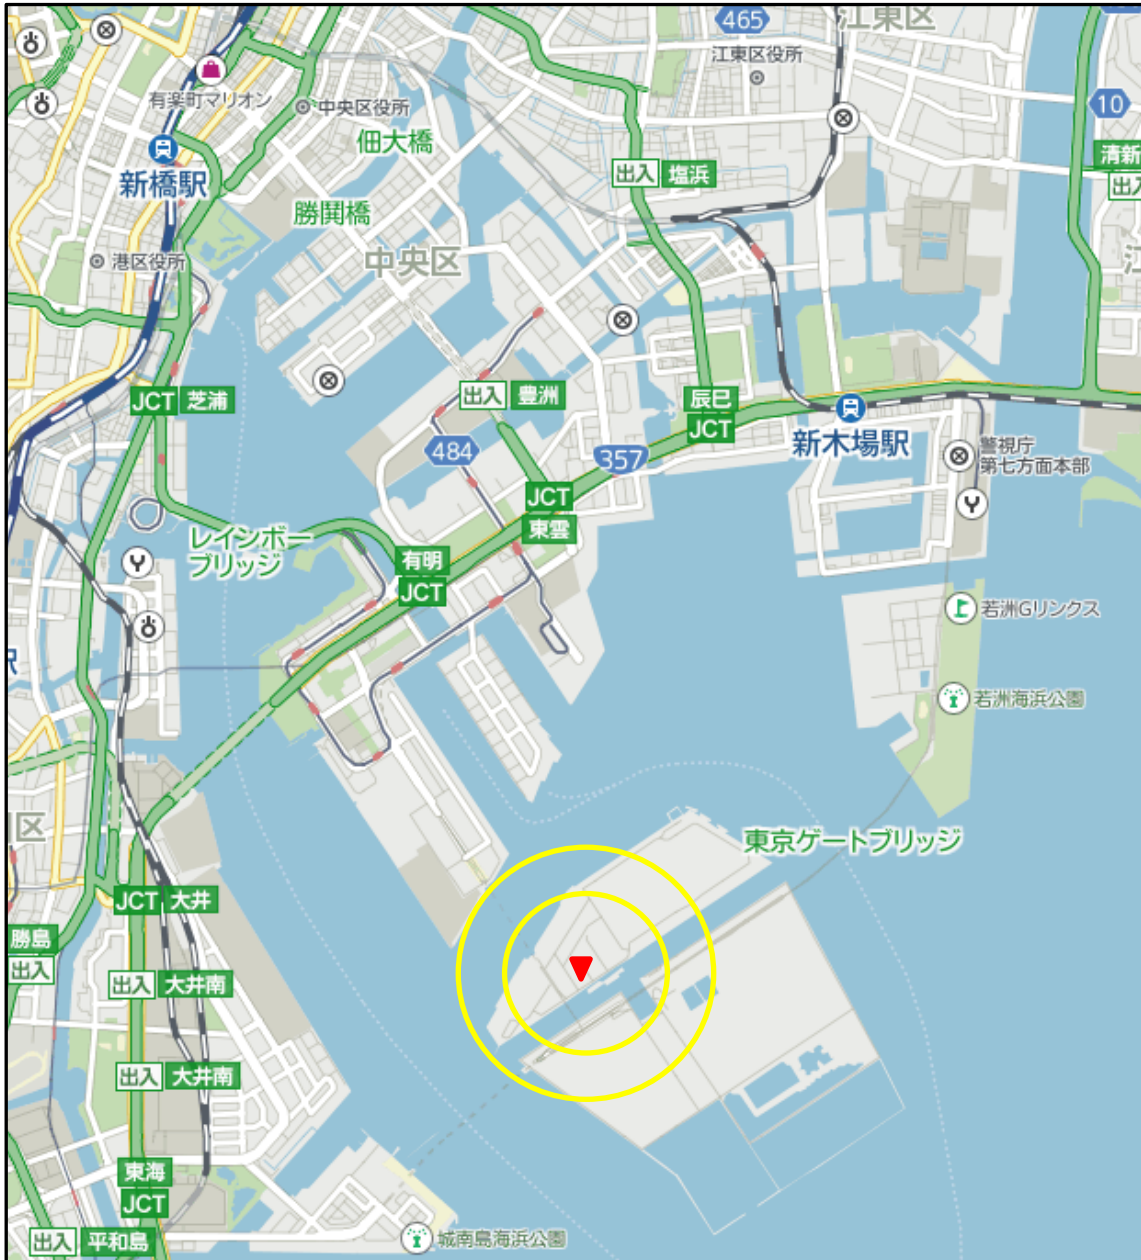 465
江東区
江東区役所
10
有楽町マリオン
中央区役所
佃大橋
新橋駅
出入 塩浜
清新
出入
勝鬨橋
港区役所
中央区
江
JCT 芝浦
出入 豊洲
辰巳
JCT
新木場駅
484
357
警視庁
第七方面本部
JCT
東雲
レインボー
ブリッジ
有明
JCT
若洲Gリンクス
駅
若洲海浜公園
区
東京ゲートブリッジ
JCT 大井
勝島
出入
出入 大井南
出入 大井南
東海
JCT
出入 平和島
城南島海浜公園